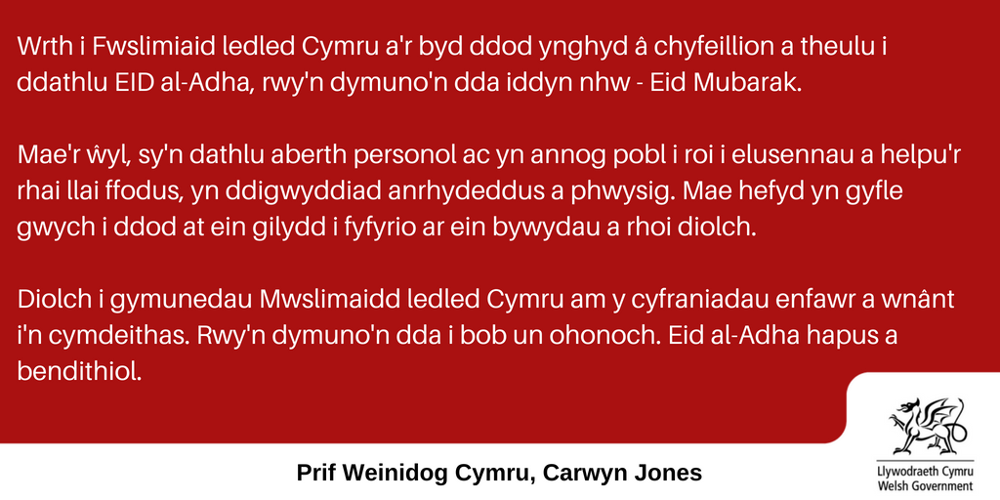 Wrth i Fwslimiaid ledled Cymru a'r byd ddod ynghyd â chyfeillion a theulu i
ddathlu EID al-Adha, rwy'n dymuno'n dda iddyn nhw - Eid Mubarak.
Mae'r ŵyl, sy'n dathlu aberth personol ac yn annog pobl i roi i elusennau a helpu'r
rhai llai ffodus, yn ddigwyddiad anrhydeddus a phwysig. Mae hefyd yn gyfle
gwych i ddod at ein gilydd i fyfyrio ar ein bywydau a rhoi diolch.
Diolch i gymunedau Mwslimaidd ledled Cymru am y cyfraniadau enfawr a wnânt
i'n cymdeithas. Rwy'n dymuno'n dda i bob un ohonoch. Eid al-Adha hapus a
bendithiol.
Prif Weinidog Cymru, Carwyn Jones
Llywodraeth Cymru
Welsh Government